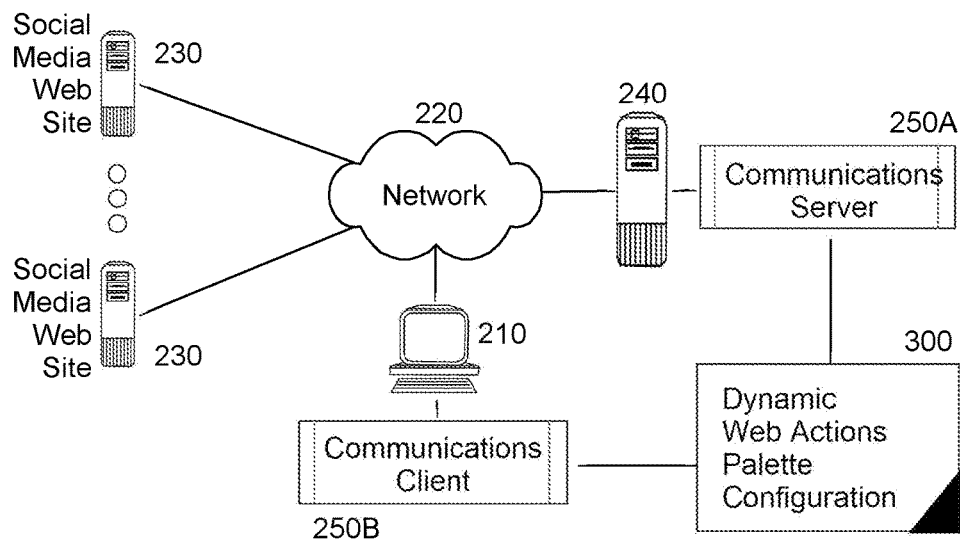 Social
Media
Web
Site
230
220
Network
240
250A
Communications
Server
Social
Media
Web
Site
230
210
300
Dynamic
Web Actions
Palette
Configuration
Communications
Client
250B